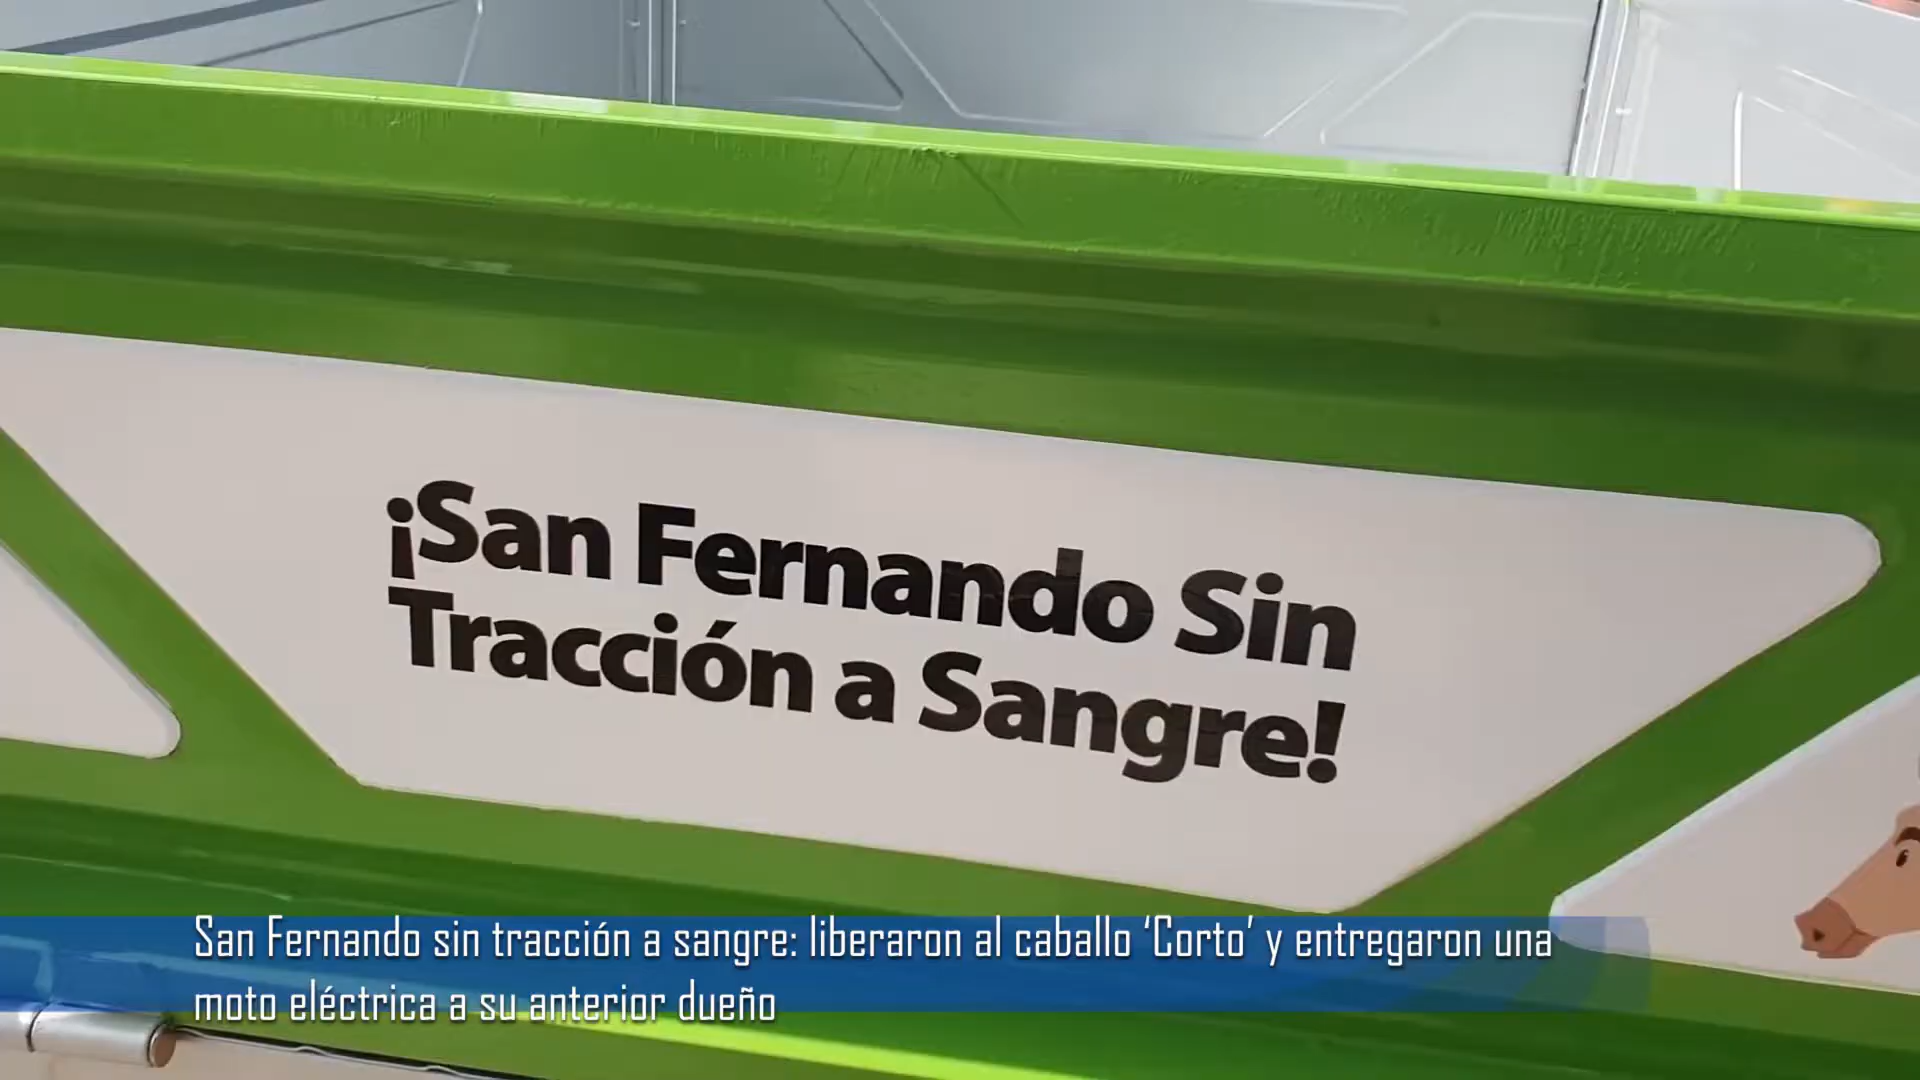 ¡San Fernando Sin
Tracción a Sangre!
San Fernando sin tracción a sangre: liberaron al caballo ‘Corto’ y entregaron una
moto eléctrica a su anterior dueño